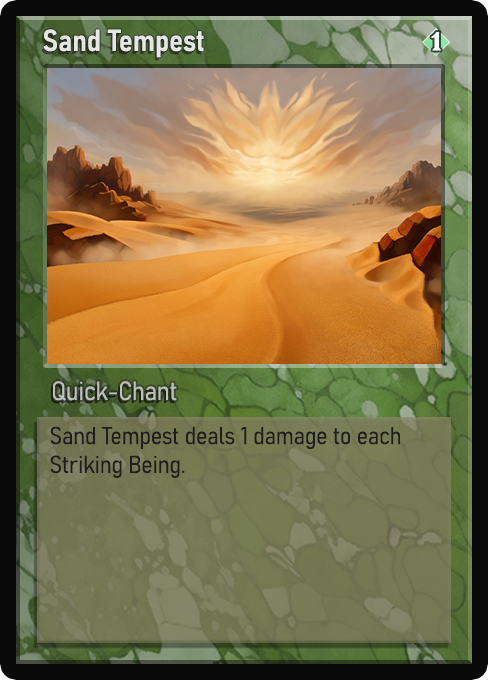 Sand Tempest
1
Quick-Chant
Sand Tempest deals 1 damage to each
Striking Being.